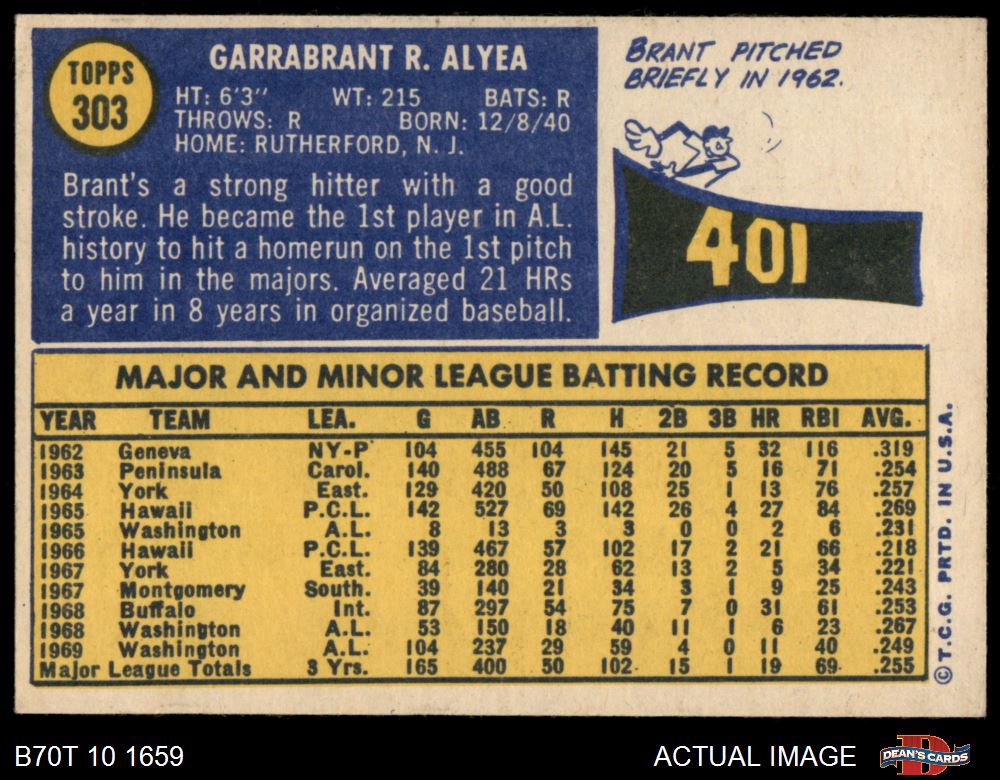 TOPPS
303
GARRABRANT R. ALYEA
HT: 6'3" WT: 215 BATS: R
THROWS: R BORN: 12/8/40
HOME: RUTHERFORD, N. J.
Brant's a strong hitter with a good
stroke. He became the 1st player in A.L.
history to hit a homerun on the 1st pitch
to him in the majors. Averaged 21 HRs
a year in 8 years in organized baseball.
BRANT PITCHED
BRIEFLY IN 1962.
401
MAJOR AND MINOR LEAGUE BATTING RECORD
YEAR TEAM LEA. G AB R H 2B 3B HR RBI AVG.
1962 Geneva NY-P 104 455 104 145 21 5 32 116 .319
1963 Peninsula Carol. 140 488 67 124 20 5 16 71 .254
1964 York East. 129 420 50 108 25 1 13 76 .257
1965 Hawaii P.C.L. 142 527 69 142 26 4 27 84 .269
1965 Washington A.L. 8 13 3 3 0 0 2 6 .231
1966 Hawaii P.C.L. 139 467 57 102 17 2 21 66 .218
1967 York East. 84 280 28 62 13 2 5 34 .221
1967 Montgomery South. 39 140 21 34 3 1 9 25 .243
1968 Buffalo Int. 87 297 54 75 7 0 31 61 .253
1968 Washington A.L. 53 150 18 40 11 1 6 23 .267
1969 Washington A.L. 104 237 29 59 4 0 11 40 .249
Major League Totals 3 Yrs. 165 400 50 102 15 1 19 69 .255
© T.C.G. PRTD. IN U.S.A.
B70T 10 1659
ACTUAL IMAGE
DEAN'S CARDS